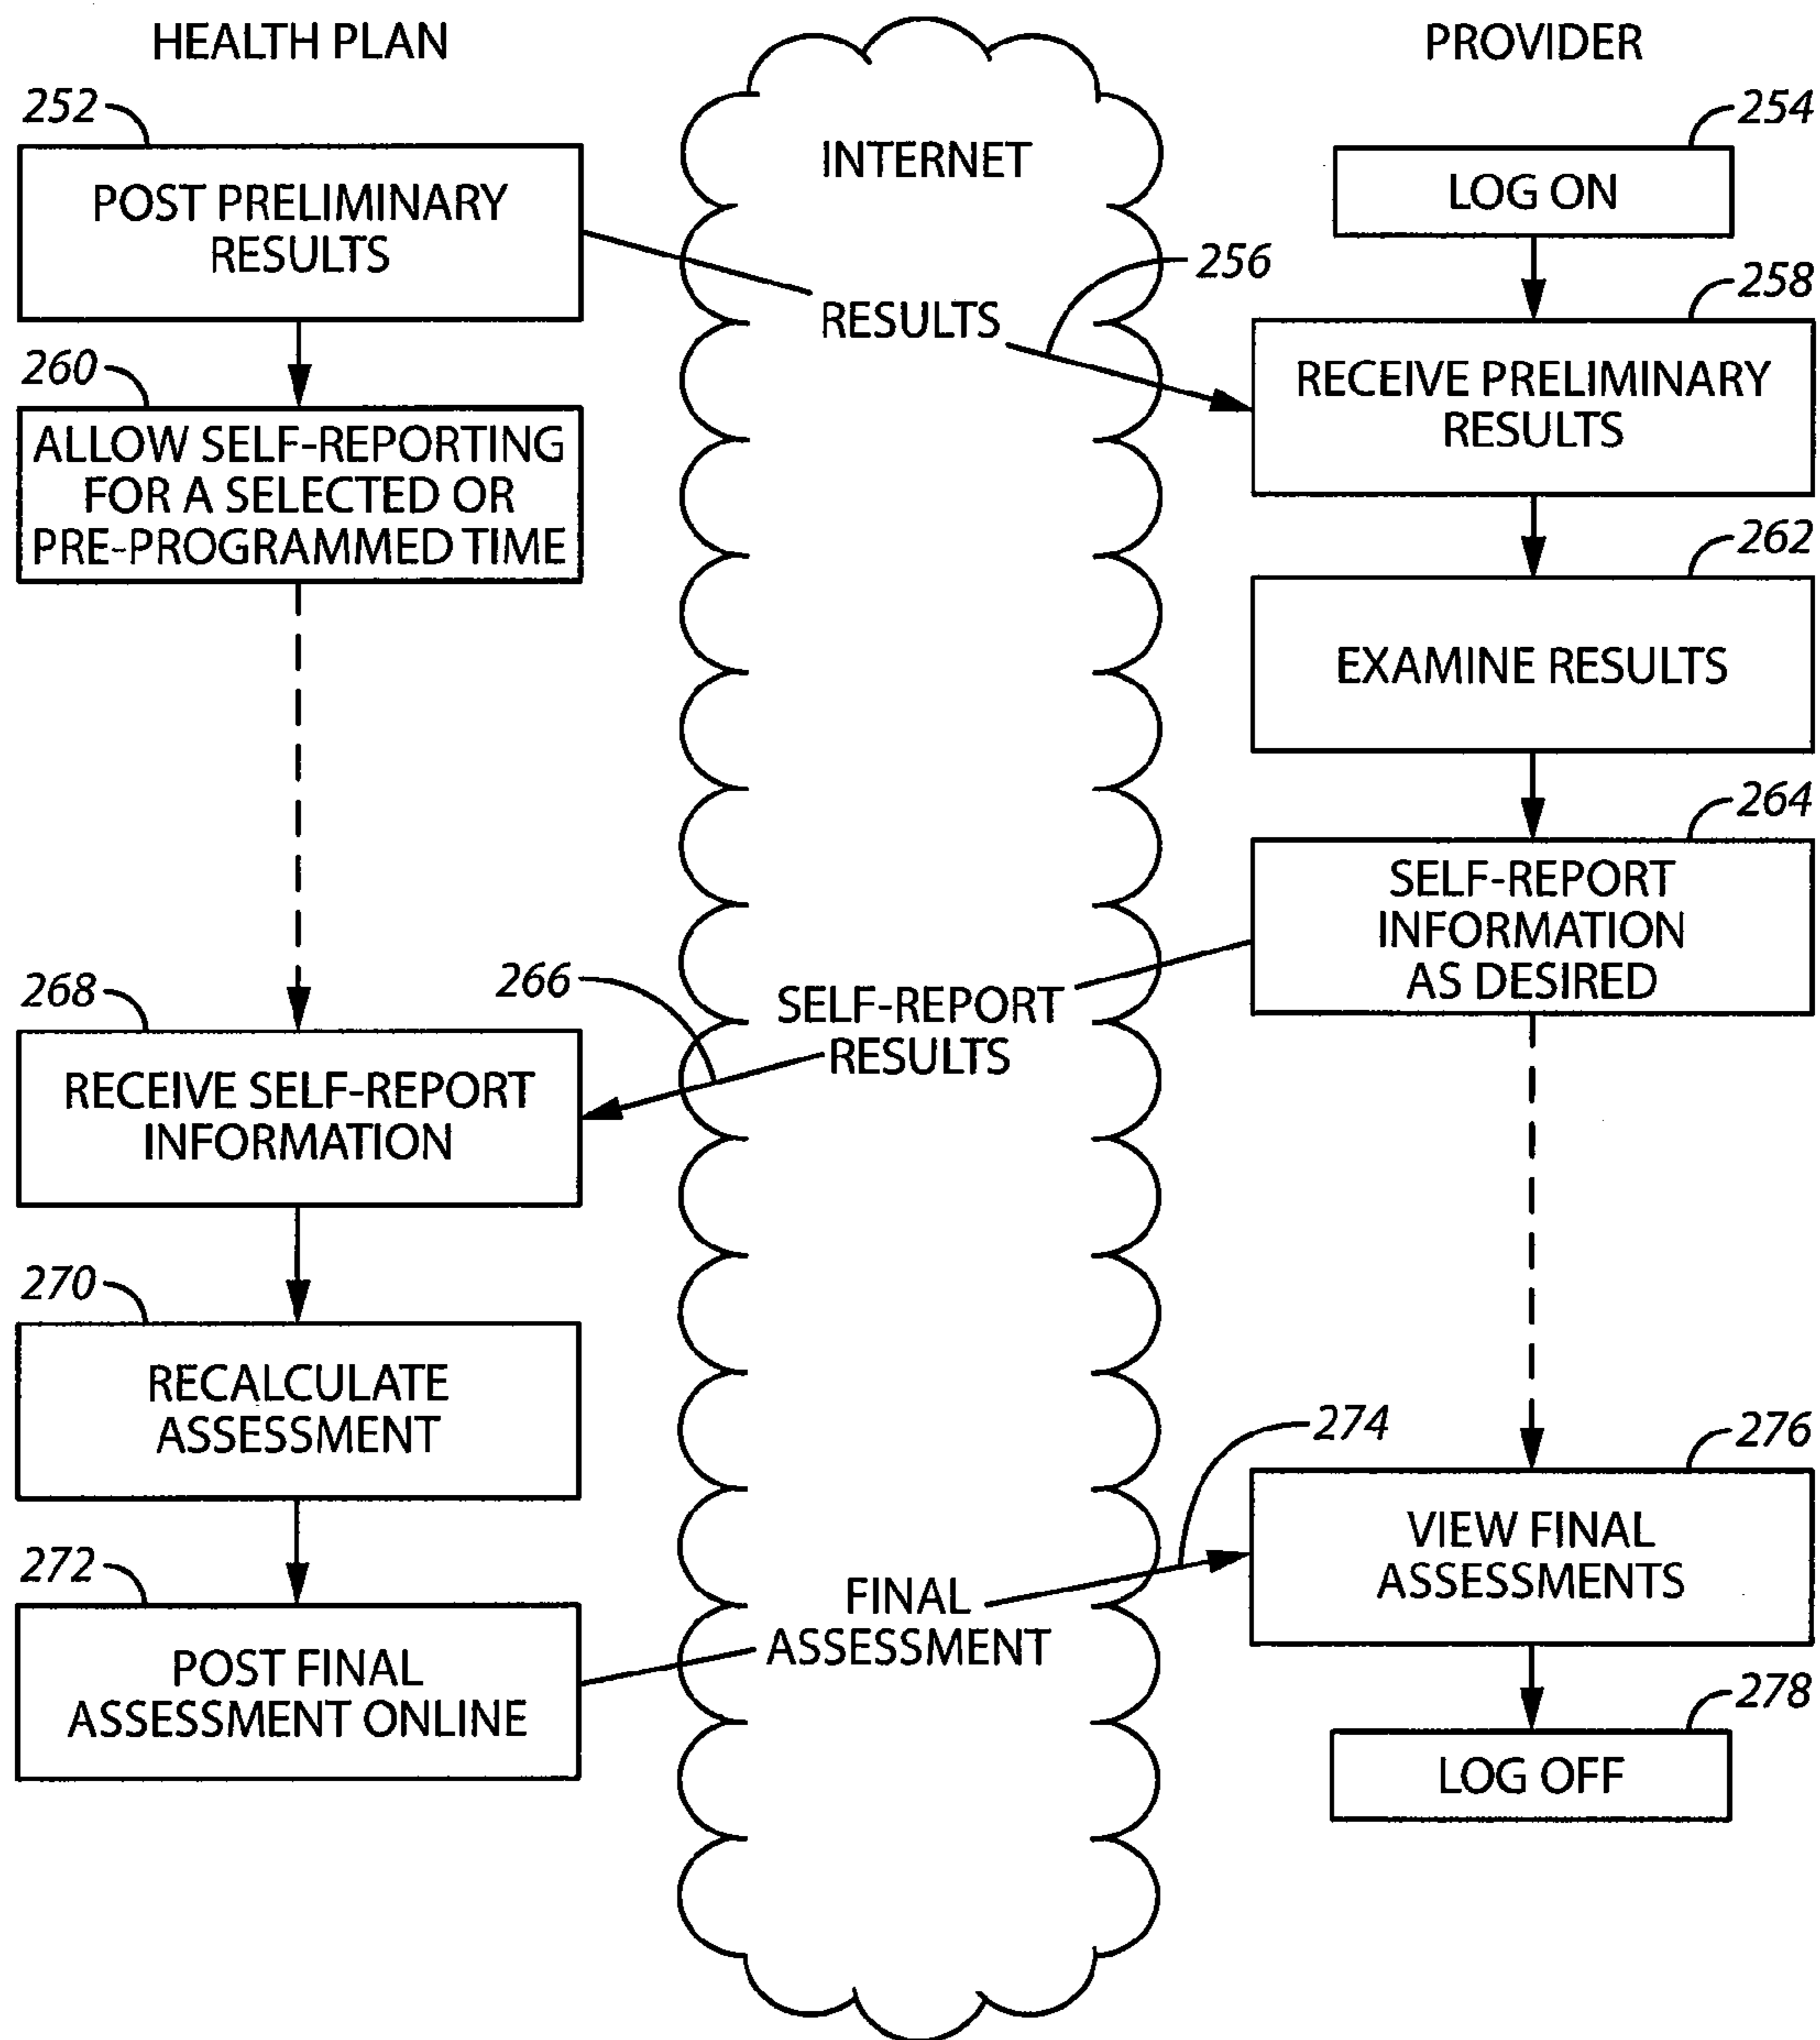 HEALTH PLAN
PROVIDER
INTERNET
252
POST PRELIMINARY
RESULTS
254
LOG ON
256
RESULTS
258
RECEIVE PRELIMINARY
RESULTS
260
ALLOW SELF-REPORTING
FOR A SELECTED OR
PRE-PROGRAMMED TIME
262
EXAMINE RESULTS
264
SELF-REPORT
INFORMATION
AS DESIRED
266
SELF-REPORT
RESULTS
268
RECEIVE SELF-REPORT
INFORMATION
270
RECALCULATE
ASSESSMENT
272
POST FINAL
ASSESSMENT ONLINE
274
FINAL
ASSESSMENT
276
VIEW FINAL
ASSESSMENTS
278
LOG OFF